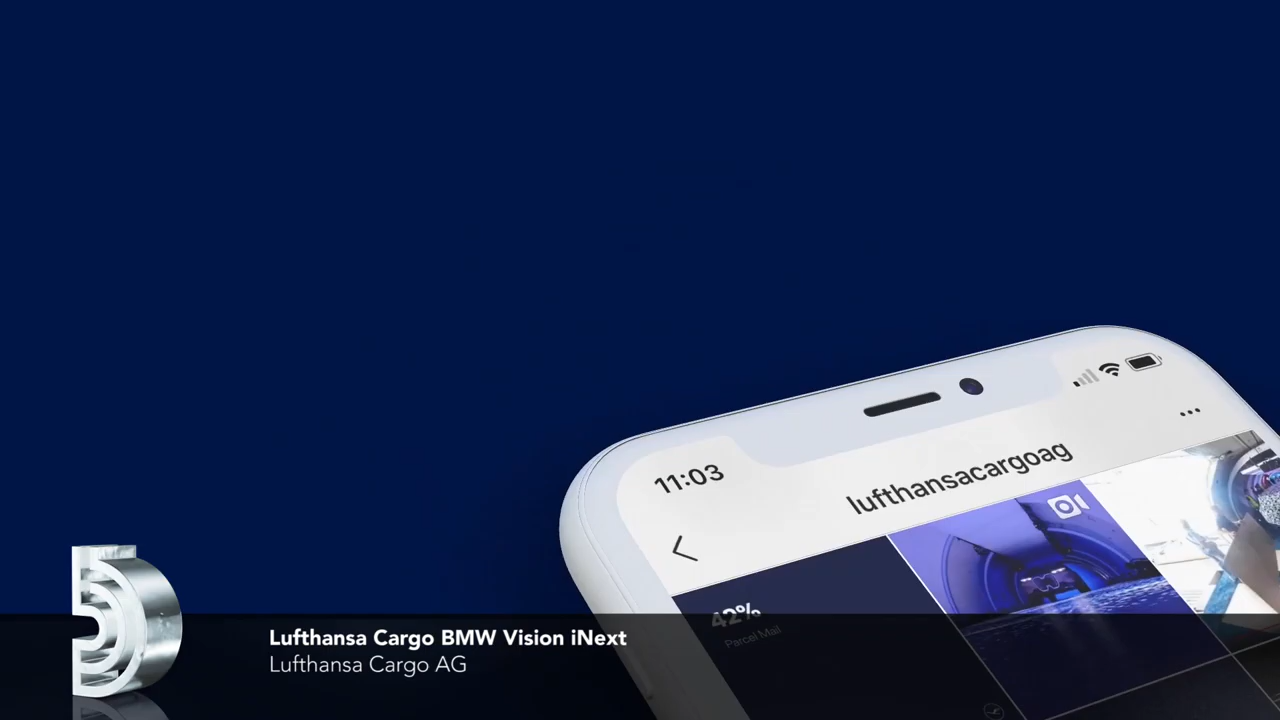 11:03
lufthansacargoag
42%
Parcel Mail
Lufthansa Cargo BMW Vision iNext
Lufthansa Cargo AG